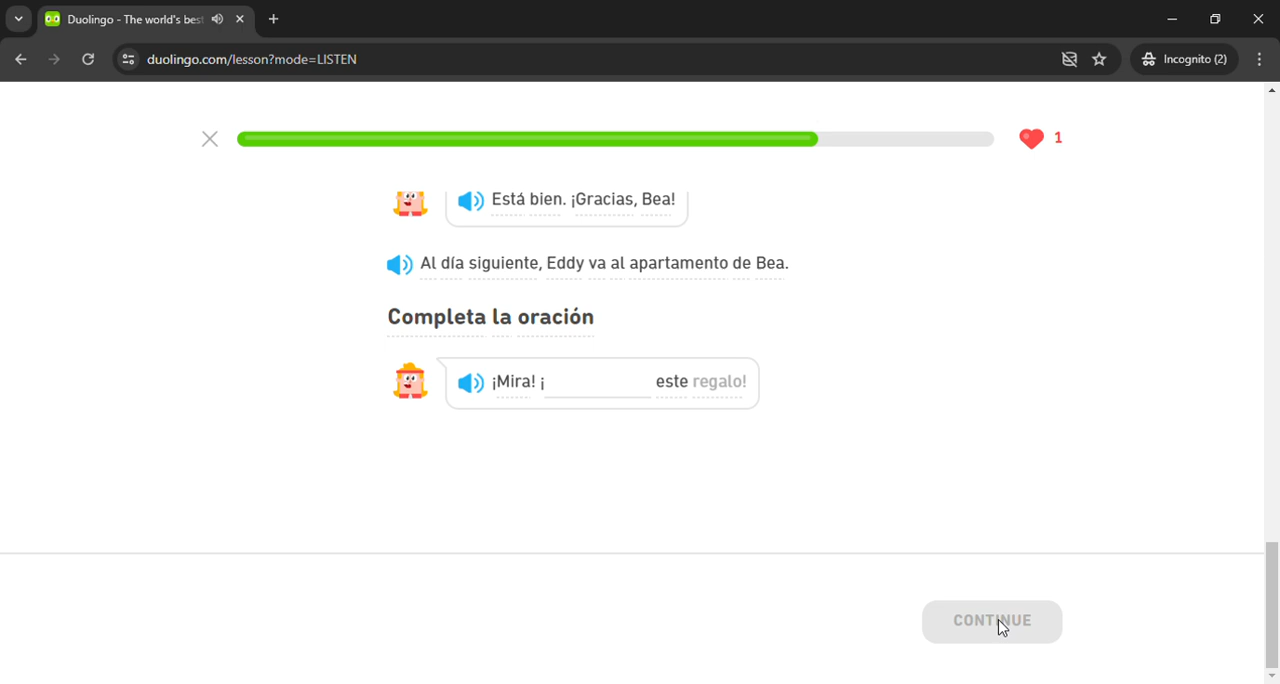 Duolingo - The world's best
duolingo.com/lesson?mode=LISTEN
Incognito (2)
1
Está bien. ¡Gracias, Bea!
Al día siguiente, Eddy va al apartamento de Bea.
Completa la oración
¡Mira! ¡ este regalo!
CONTINUE